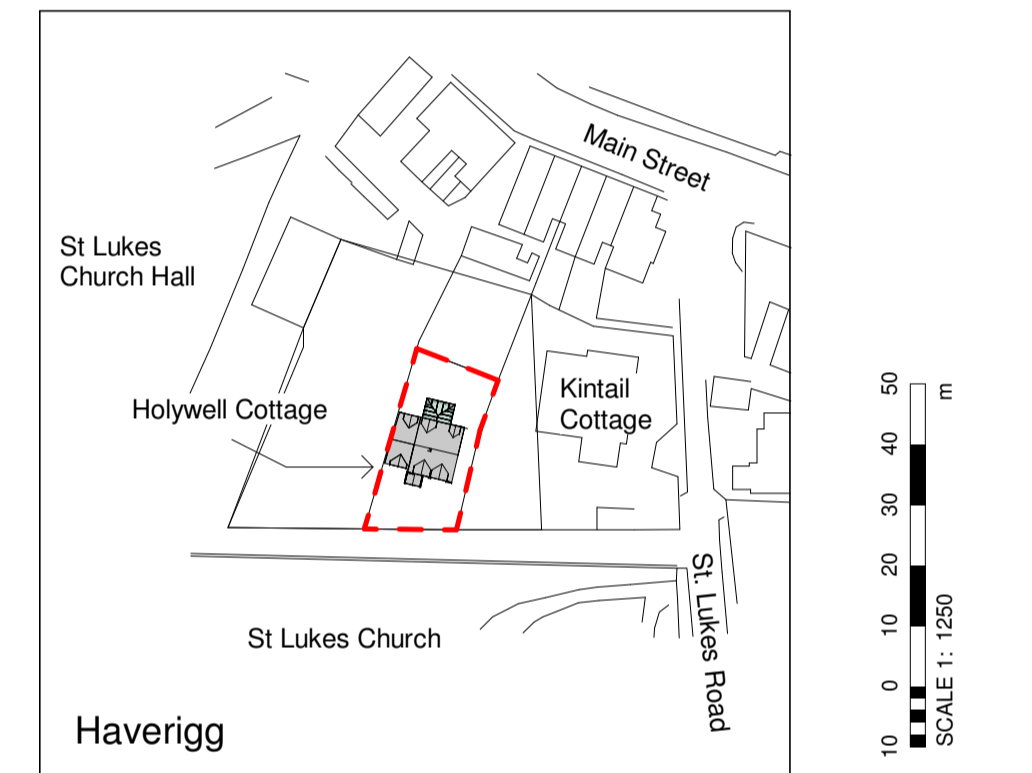 Main Street
St Lukes
Church Hall
Holywell Cottage
Kintail
Cottage
St Lukes Church
St. Lukes Road
Haverigg
50
m
40
30
20
10
0
10
SCALE 1: 1250